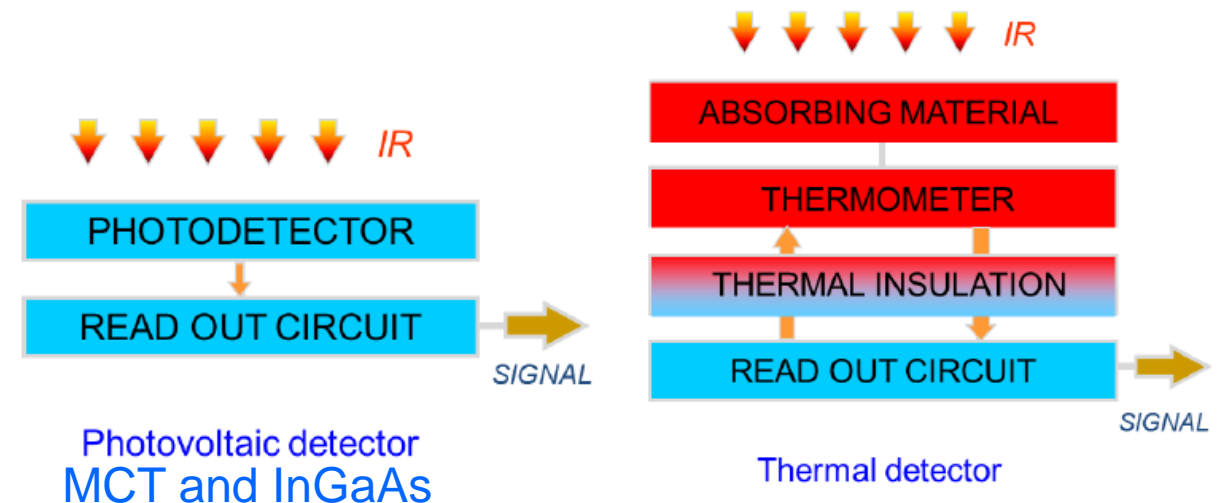 IR
PHOTODETECTOR
READ OUT CIRCUIT
SIGNAL
Photovoltaic detector
MCT and InGaAs
IR
ABSORBING MATERIAL
THERMOMETER
THERMAL INSULATION
READ OUT CIRCUIT
SIGNAL
Thermal detector